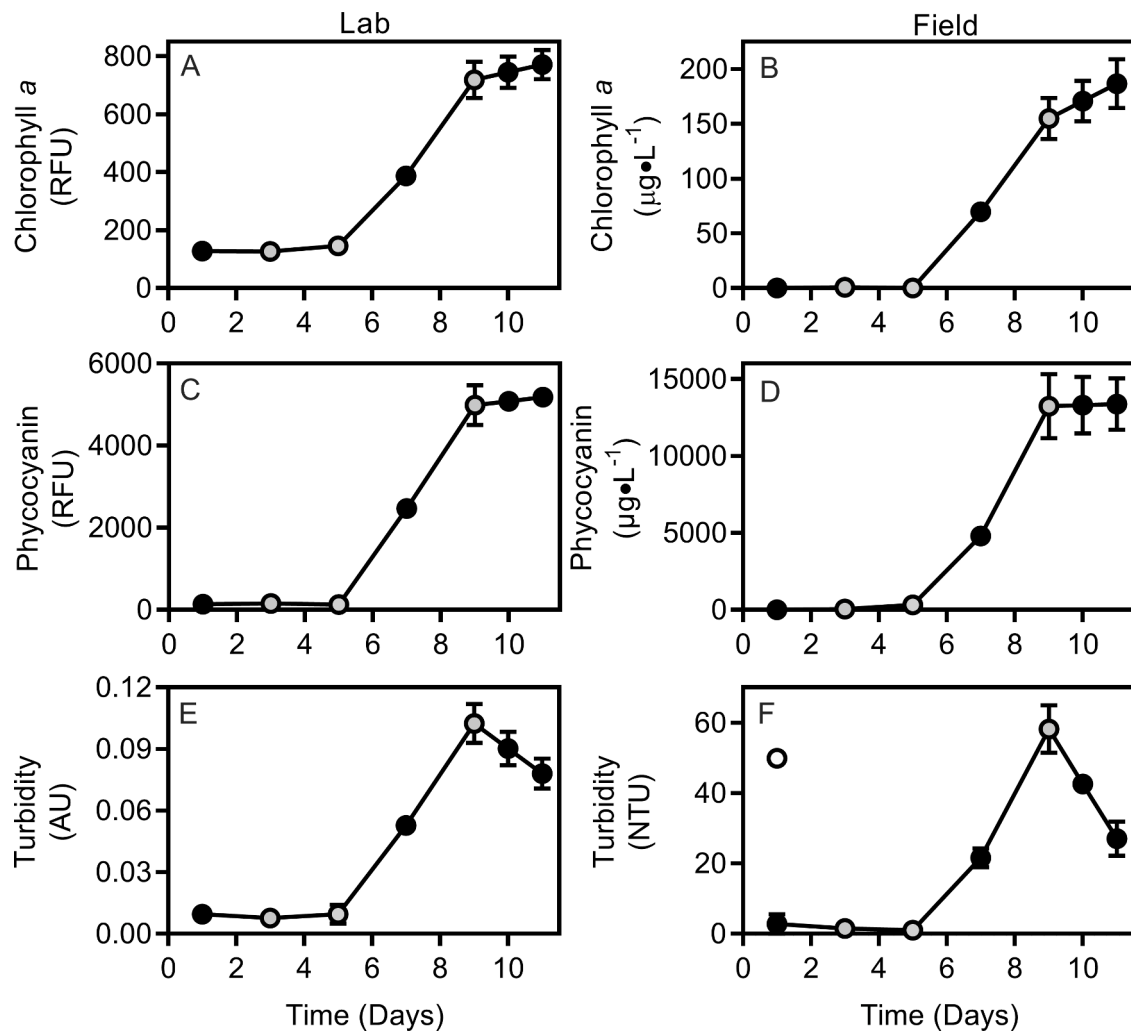 Lab
Field
A
Chlorophyll a
(RFU)
800
600
400
200
0
0 2 4 6 8 10
B
Chlorophyll a
(µg•L-1)
200
150
100
50
0
0 2 4 6 8 10
C
Phycocyanin
(RFU)
6000
4000
2000
0
0 2 4 6 8 10
D
Phycocyanin
(µg•L-1)
15000
10000
5000
0
0 2 4 6 8 10
E
Turbidity
(AU)
0.12
0.09
0.06
0.03
0.00
0 2 4 6 8 10
Time (Days)
F
Turbidity
(NTU)
60
40
20
0
0 2 4 6 8 10
Time (Days)